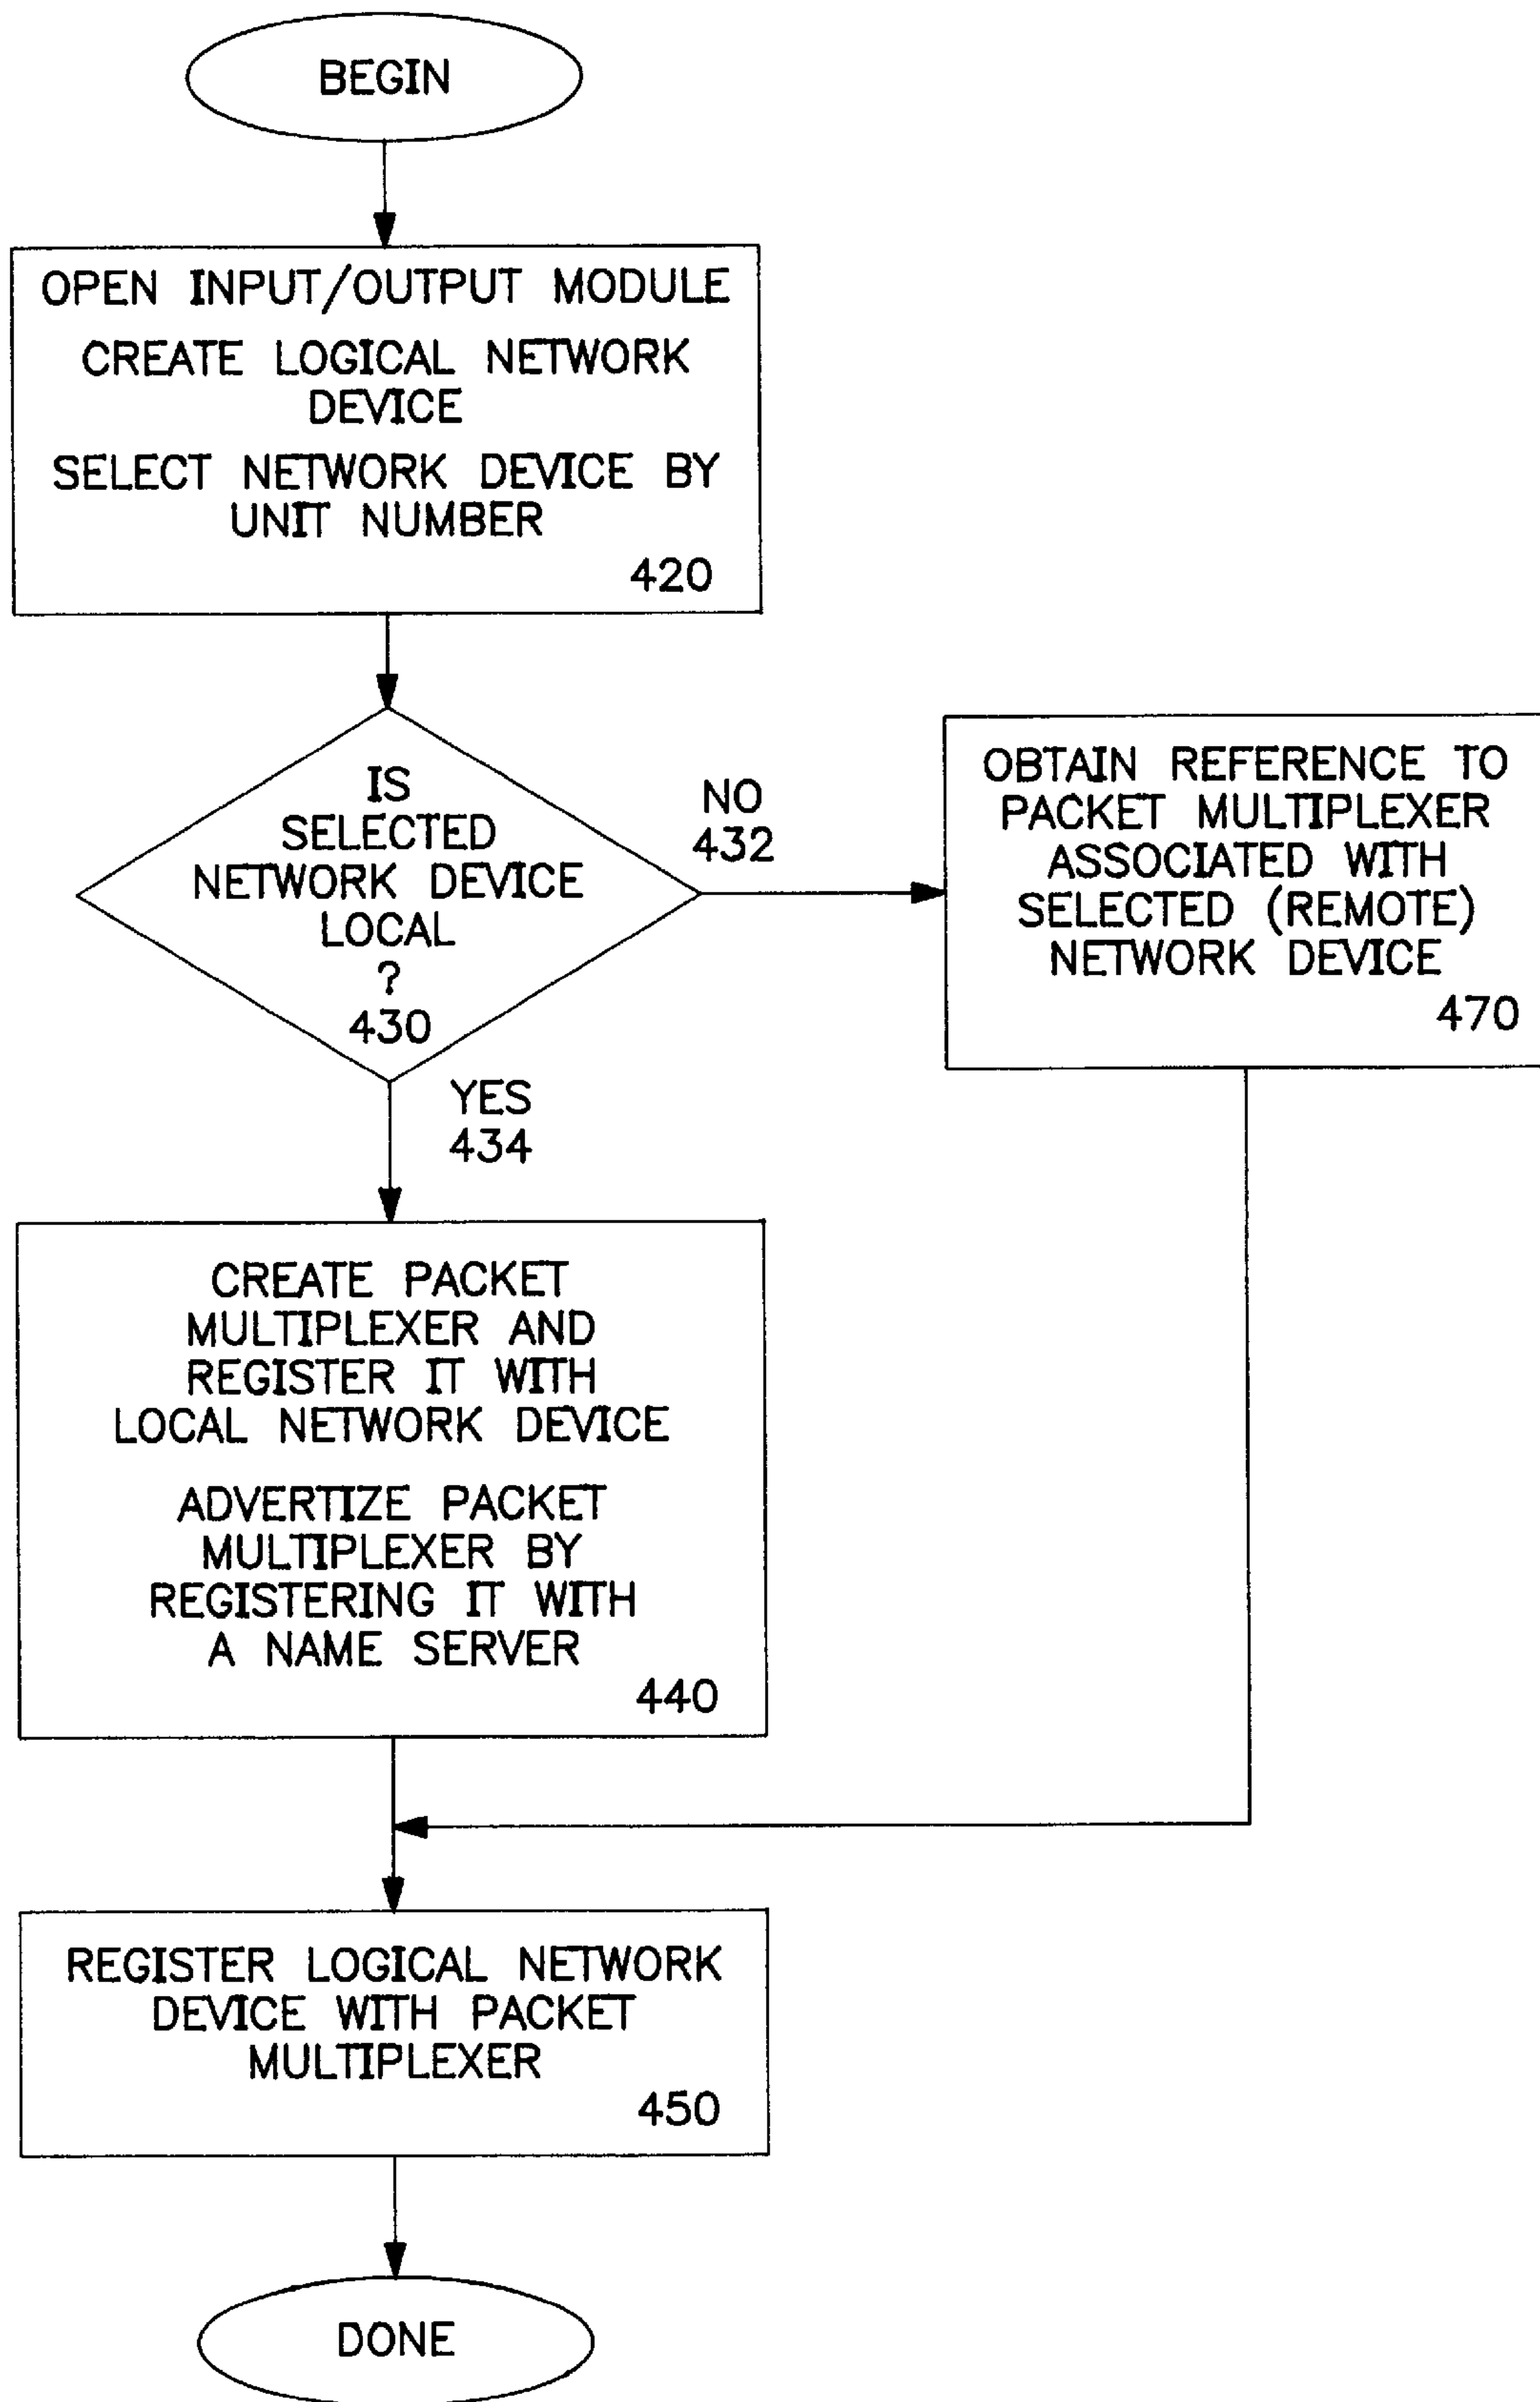 BEGIN
OPEN INPUT/OUTPUT MODULE
CREATE LOGICAL NETWORK
DEVICE
SELECT NETWORK DEVICE BY
UNIT NUMBER
420
IS
SELECTED
NETWORK DEVICE
LOCAL
?
430
NO
432
OBTAIN REFERENCE TO
PACKET MULTIPLEXER
ASSOCIATED WITH
SELECTED (REMOTE)
NETWORK DEVICE
470
YES
434
CREATE PACKET
MULTIPLEXER AND
REGISTER IT WITH
LOCAL NETWORK DEVICE
ADVERTIZE PACKET
MULTIPLEXER BY
REGISTERING IT WITH
A NAME SERVER
440
REGISTER LOGICAL NETWORK
DEVICE WITH PACKET
MULTIPLEXER
450
DONE